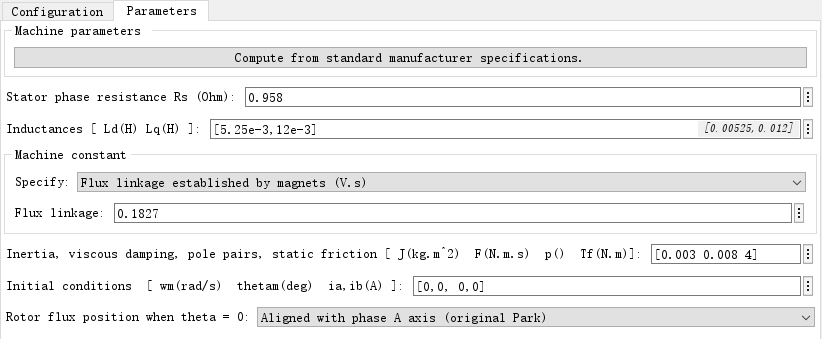 Configuration Parameters
Machine parameters
Compute from standard manufacturer specifications.
Stator phase resistance Rs (Ohm): 0.958
Inductances [ Ld(H) Lq(H) ]: [5.25e-3,12e-3] [0.00525,0.012]
Machine constant
Specify: Flux linkage established by magnets (V.s)
Flux linkage: 0.1827
Inertia, viscous damping, pole pairs, static friction [ J(kg.m^2) F(N.m.s) p() Tf(N.m)]: [0.003 0.008 4]
Initial conditions [ wm(rad/s) thetam(deg) ia,ib(A) ]: [0,0, 0,0]
Rotor flux position when theta = 0: Aligned with phase A axis (original Park)